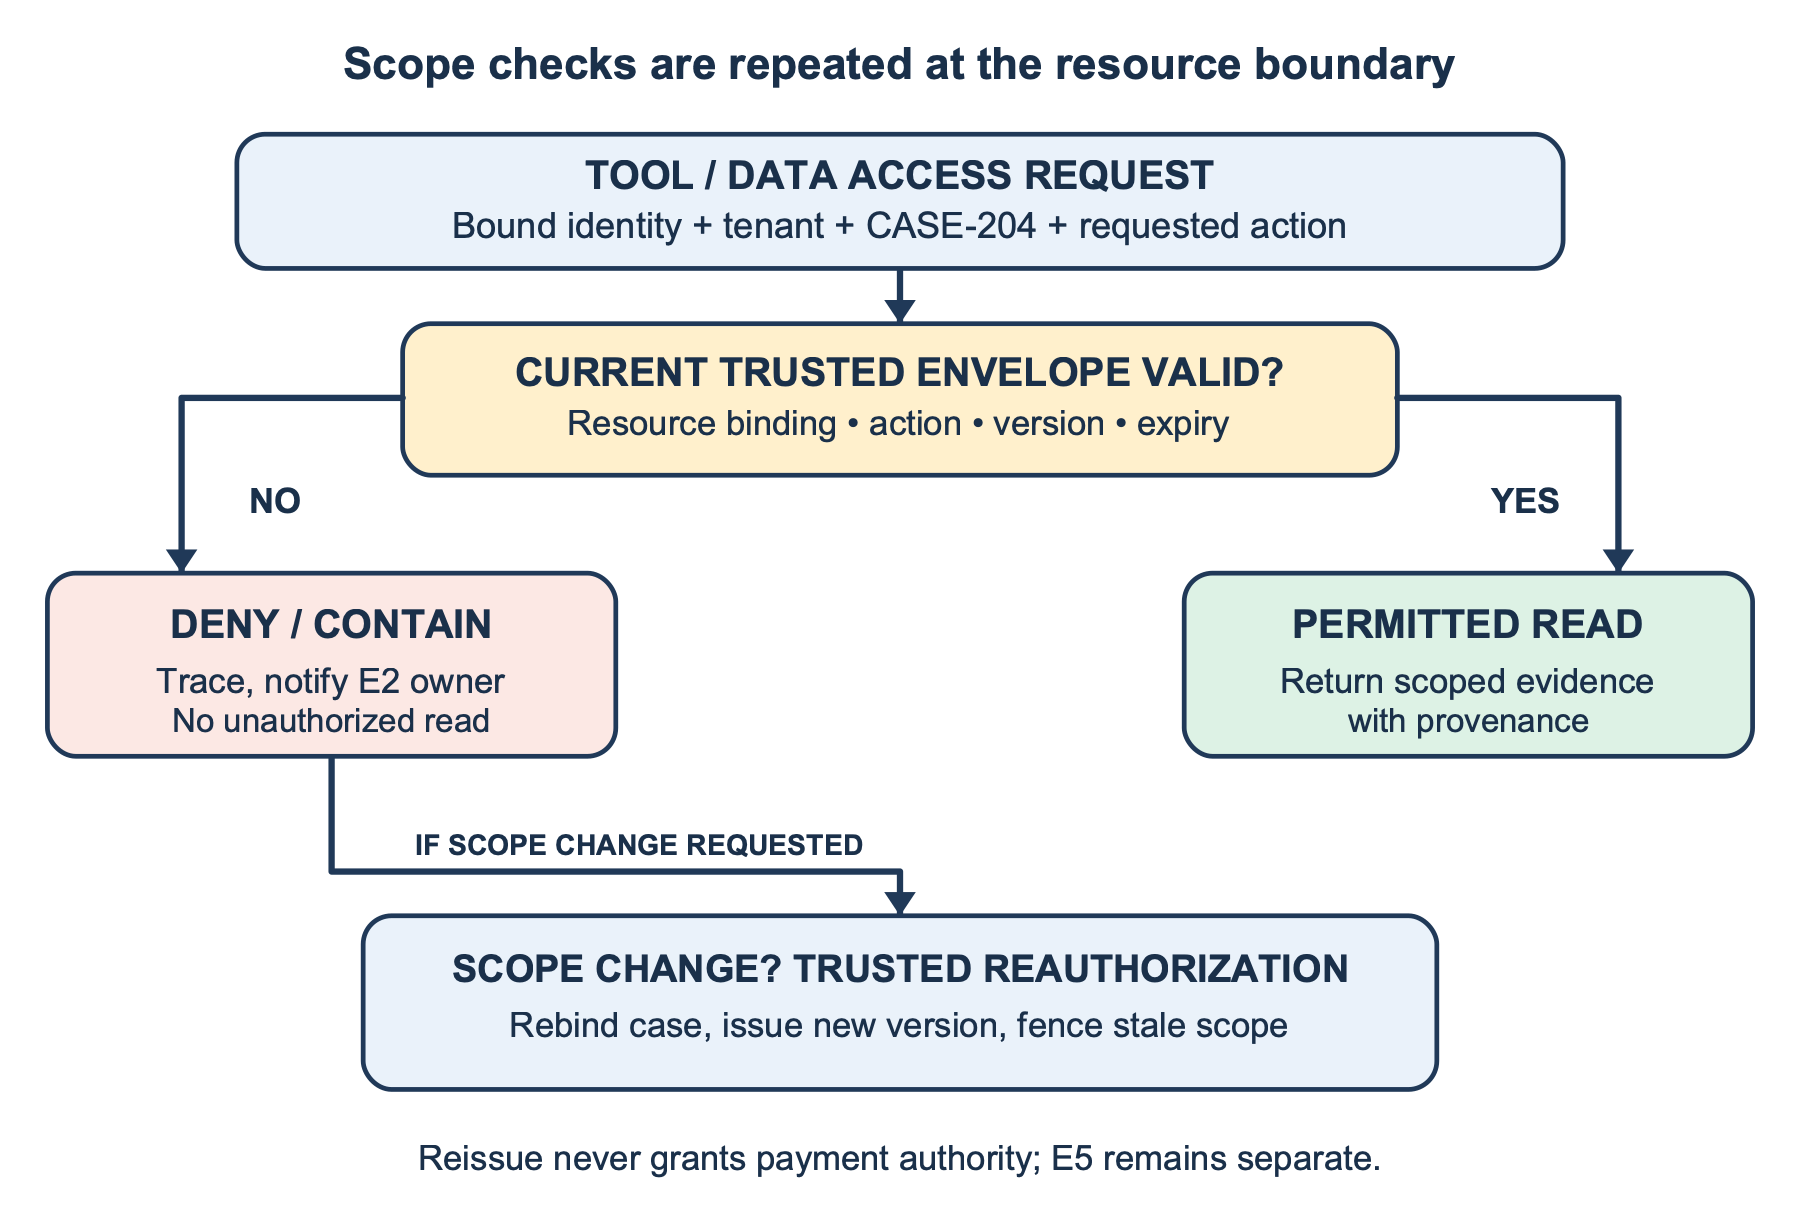 Scope checks are repeated at the resource boundary
TOOL / DATA ACCESS REQUEST
Bound identity + tenant + CASE-204 + requested action
CURRENT TRUSTED ENVELOPE VALID?
Resource binding • action • version • expiry
NO
YES
DENY / CONTAIN
Trace, notify E2 owner
No unauthorized read
PERMITTED READ
Return scoped evidence
with provenance
IF SCOPE CHANGE REQUESTED
SCOPE CHANGE? TRUSTED REAUTHORIZATION
Rebind case, issue new version, fence stale scope
Reissue never grants payment authority; E5 remains separate.